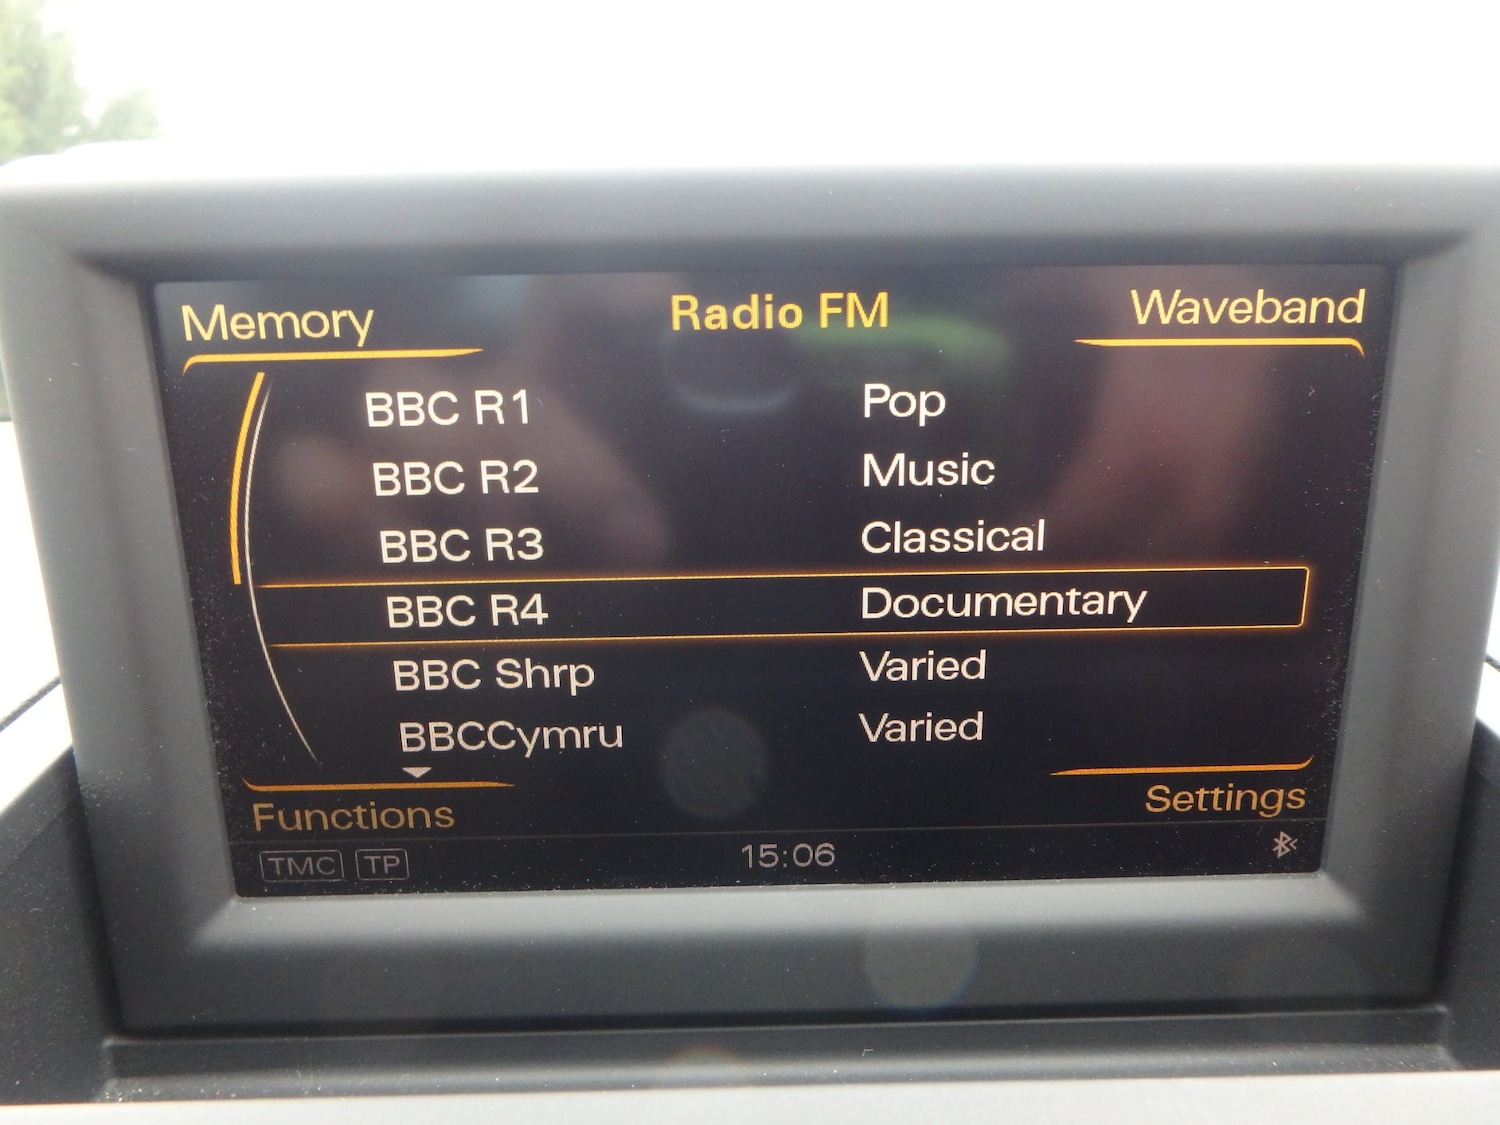 Memory Radio FM Waveband
BBC R1 Pop
BBC R2 Music
BBC R3 Classical
BBC R4 Documentary
BBC Shrp Varied
BBCCymru Varied
Functions Settings
TMC TP 15:06